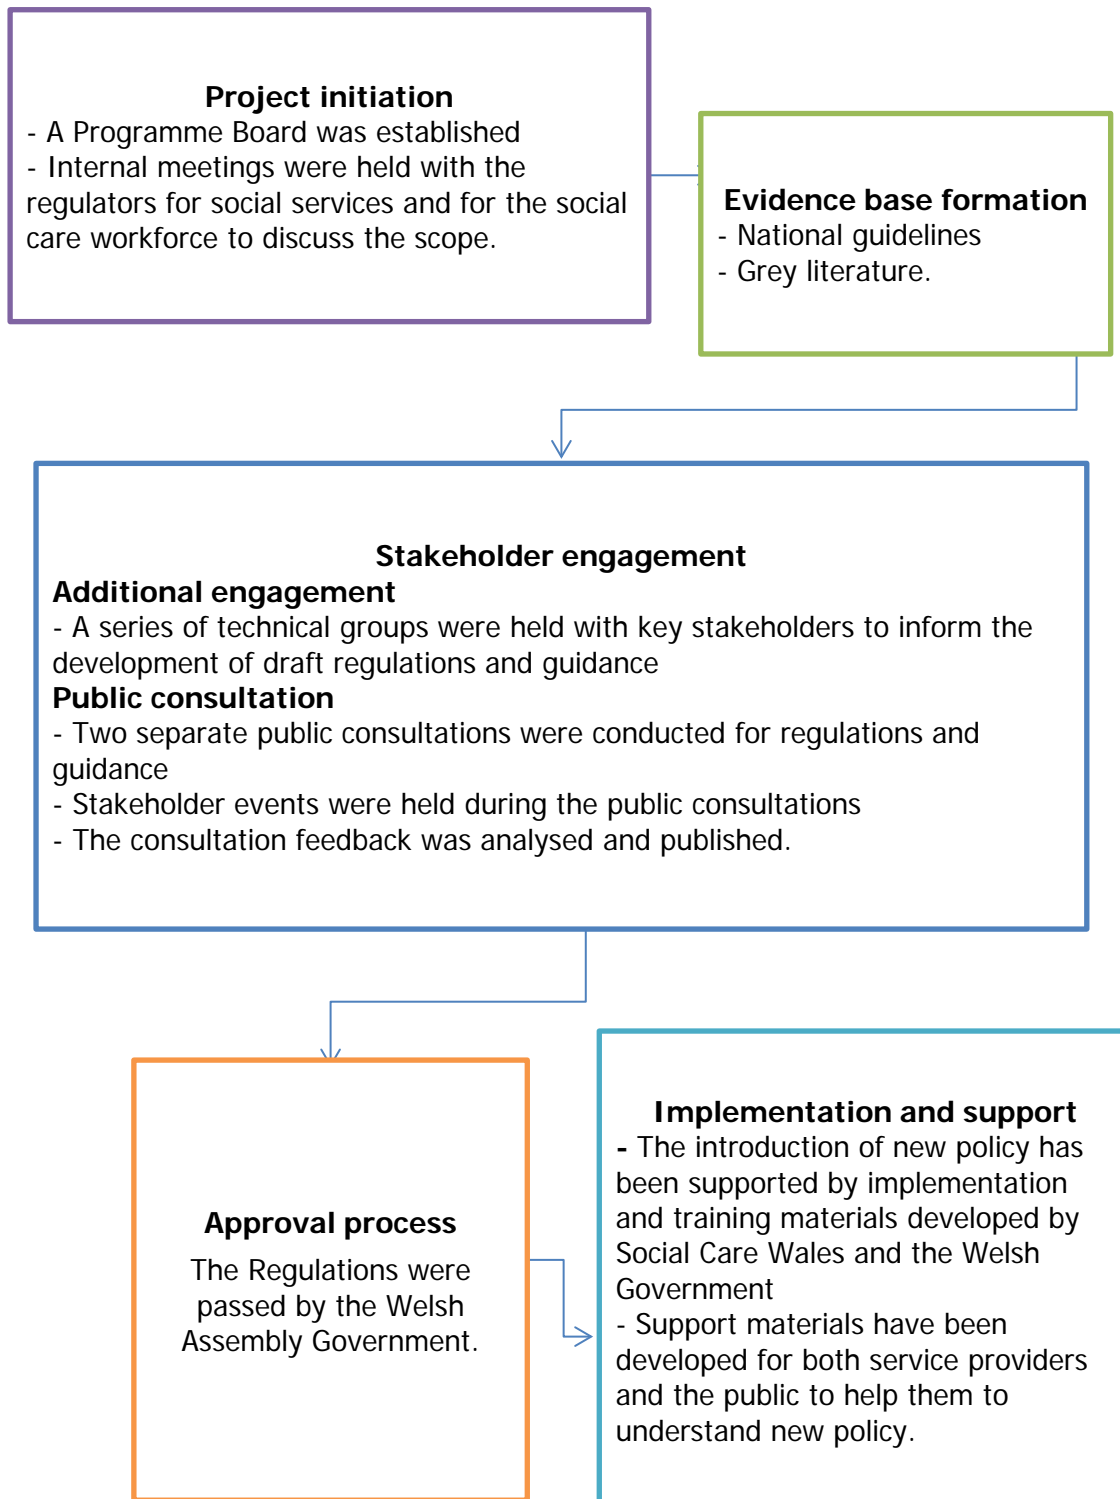 Project initiation
- A Programme Board was established
- Internal meetings were held with the
regulators for social services and for the social
care workforce to discuss the scope.
Evidence base formation
- National guidelines
- Grey literature.
Stakeholder engagement
Additional engagement
- A series of technical groups were held with key stakeholders to inform the
development of draft regulations and guidance
Public consultation
- Two separate public consultations were conducted for regulations and
guidance
- Stakeholder events were held during the public consultations
- The consultation feedback was analysed and published.
Approval process
The Regulations were
passed by the Welsh
Assembly Government.
Implementation and support
- The introduction of new policy has
been supported by implementation
and training materials developed by
Social Care Wales and the Welsh
Government
- Support materials have been
developed for both service providers
and the public to help them to
understand new policy.